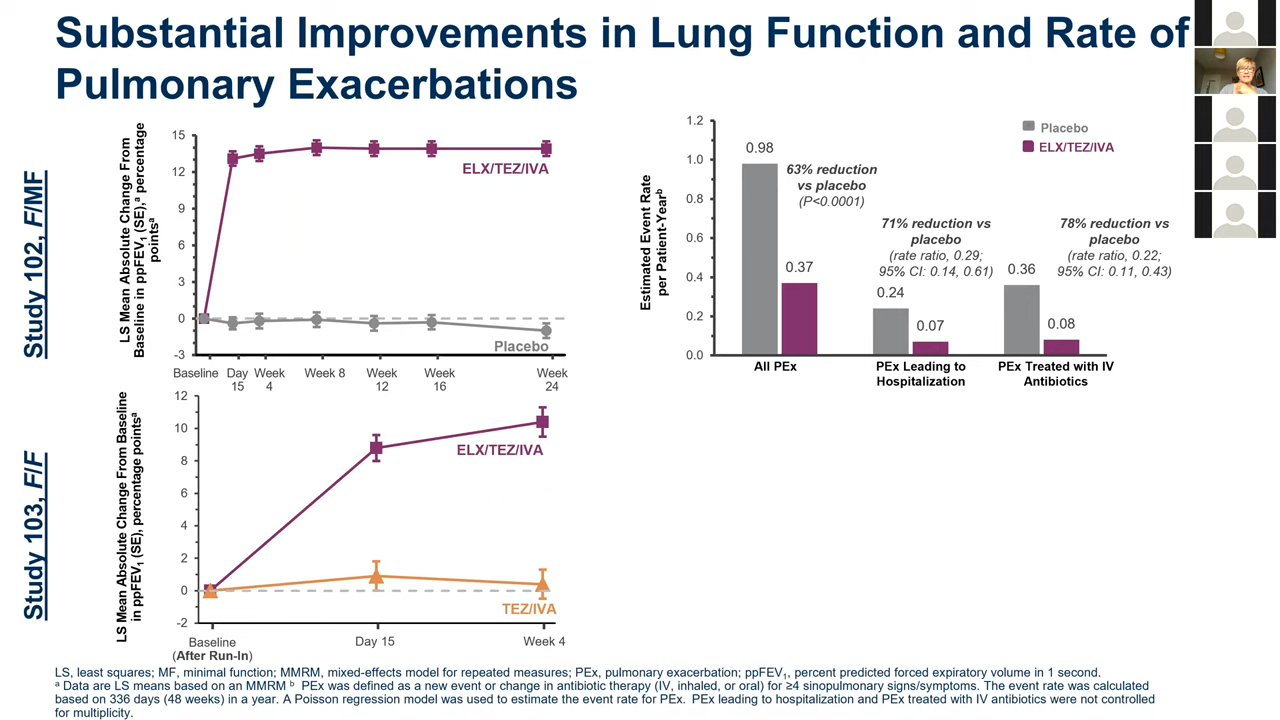 Substantial Improvements in Lung Function and Rate of
Pulmonary Exacerbations
Study 102, F/MF
LS Mean Absolute Change From
Baseline in ppFEV₁ (SE),ᵃ percentage
pointsᵃ
15
12
9
6
3
0
-3
ELX/TEZ/IVA
Placebo
Baseline Day 15 Week 4 Week 8 Week 12 Week 16 Week 24
Study 103, F/F
LS Mean Absolute Change From Baseline
in ppFEV₁ (SE), percentage pointsᵃ
12
10
8
6
4
2
0
-2
ELX/TEZ/IVA
TEZ/IVA
Baseline
(After Run-In)
Day 15
Week 4
Estimated Event Rate
per Patient-Yearᵇ
1.2
1.0
0.8
0.6
0.4
0.2
0.0
Placebo
ELX/TEZ/IVA
0.98
63% reduction
vs placebo
(P<0.0001)
0.37
71% reduction vs
placebo
(rate ratio, 0.29;
95% CI: 0.14, 0.61)
0.24
0.07
78% reduction vs
placebo
(rate ratio, 0.22;
95% CI: 0.11, 0.43)
0.36
0.08
All PEx
PEx Leading to
Hospitalization
PEx Treated with IV
Antibiotics
LS, least squares; MF, minimal function; MMRM, mixed-effects model for repeated measures; PEx, pulmonary exacerbation; ppFEV₁, percent predicted forced expiratory volume in 1 second.
ᵃ Data are LS means based on an MMRM ᵇ PEx was defined as a new event or change in antibiotic therapy (IV, inhaled, or oral) for ≥4 sinopulmonary signs/symptoms. The event rate was calculated
based on 336 days (48 weeks) in a year. A Poisson regression model was used to estimate the event rate for PEx. PEx leading to hospitalization and PEx treated with IV antibiotics were not controlled
for multiplicity.